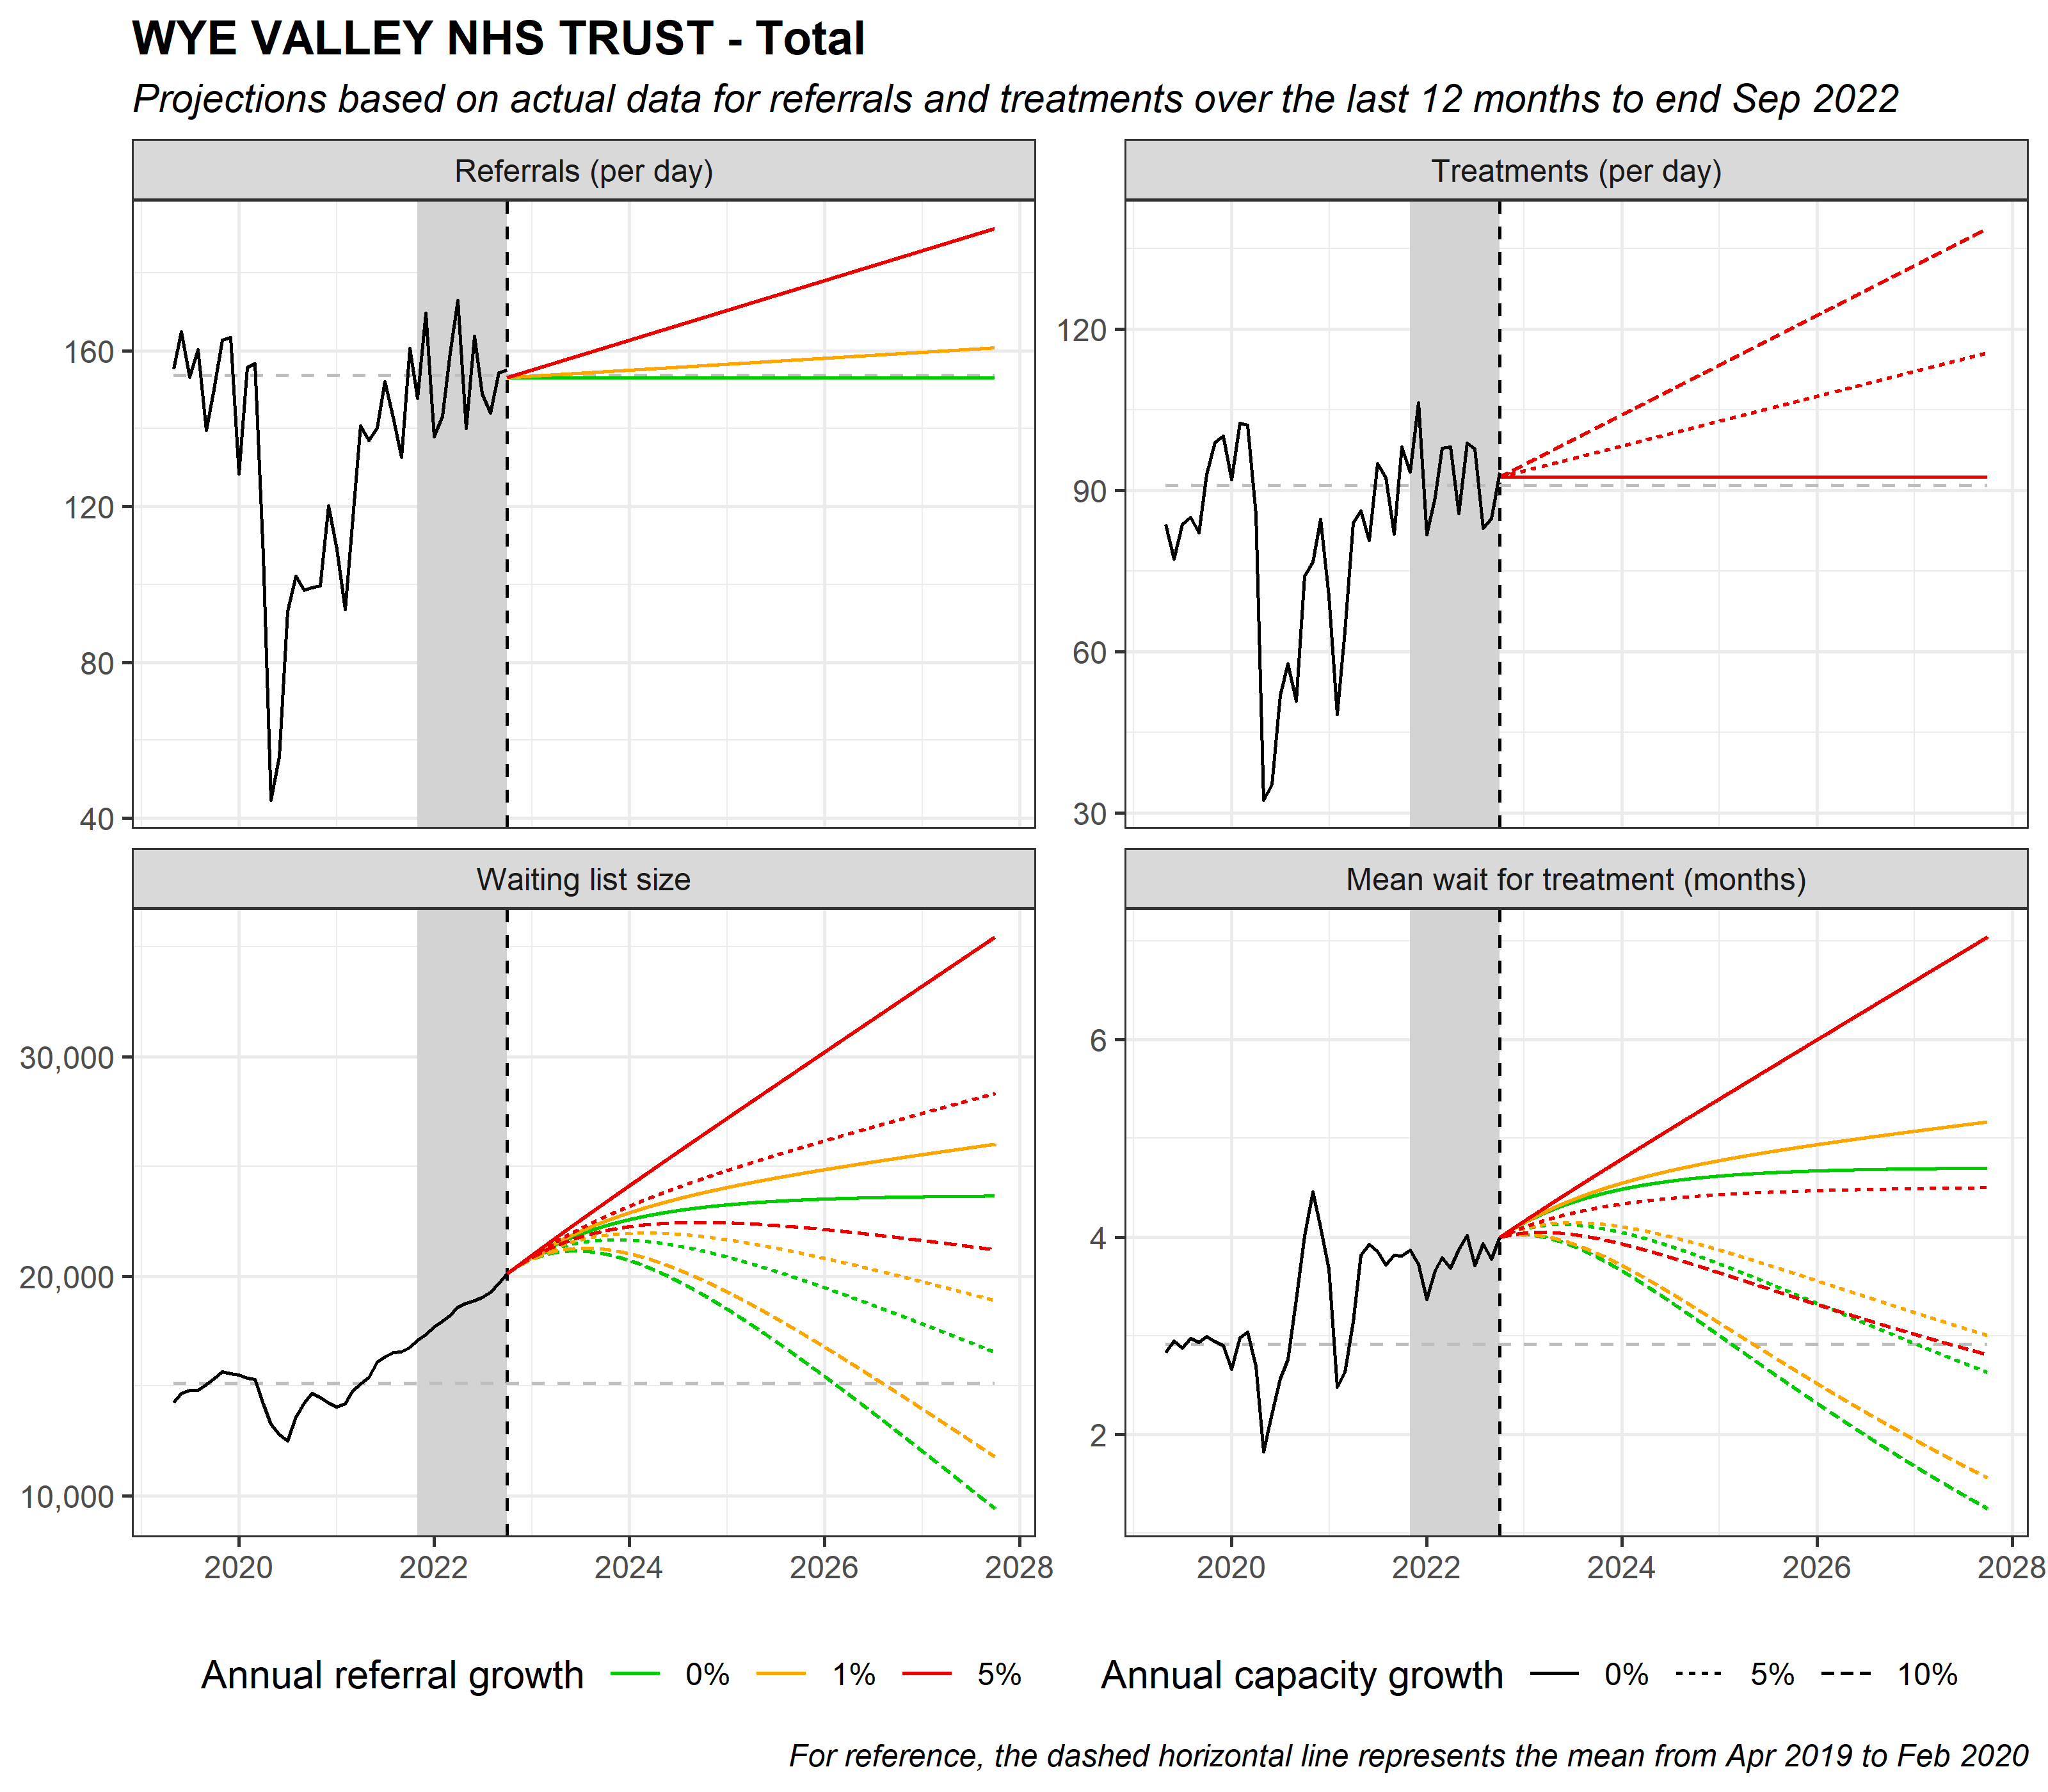 WYE VALLEY NHS TRUST - Total
Projections based on actual data for referrals and treatments over the last 12 months to end Sep 2022
Referrals (per day)
160
120
80
40
Treatments (per day)
120
90
60
30
Waiting list size
30,000
20,000
10,000
2020 2022 2024 2026 2028
Mean wait for treatment (months)
6
4
2
2020 2022 2024 2026 2028
Annual referral growth 0% 1% 5%
Annual capacity growth 0% 5% 10%
For reference, the dashed horizontal line represents the mean from Apr 2019 to Feb 2020